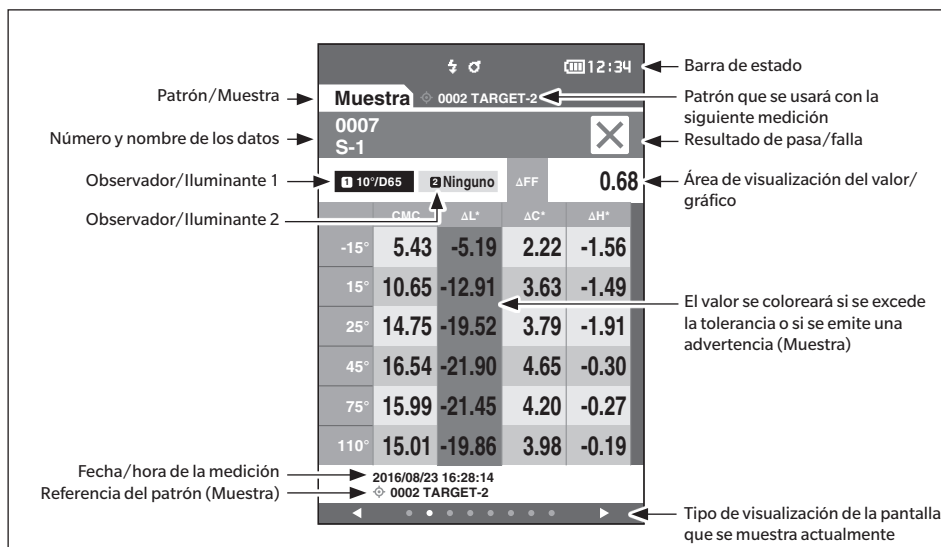 12:34
Barra de estado
Patrón/Muestra
Muestra 0002 TARGET-2
Patrón que se usará con la
siguiente medición
Número y nombre de los datos
0007
S-1
Resultado de pasa/falla
Observador/Iluminante 1
1 10°/D65
2 Ninguno
ΔFF
0.68
Área de visualización del valor/
gráfico
Observador/Iluminante 2
CMC ΔL* ΔC* ΔH*
-15° 5.43 -5.19 2.22 -1.56
15° 10.65 -12.91 3.63 -1.49
25° 14.75 -19.52 3.79 -1.91
45° 16.54 -21.90 4.65 -0.30
75° 15.99 -21.45 4.20 -0.27
110° 15.01 -19.86 3.98 -0.19
El valor se coloreará si se excede
la tolerancia o si se emite una
advertencia (Muestra)
Fecha/hora de la medición
2016/08/23 16:28:14
Referencia del patrón (Muestra)
0002 TARGET-2
Tipo de visualización de la pantalla
que se muestra actualmente